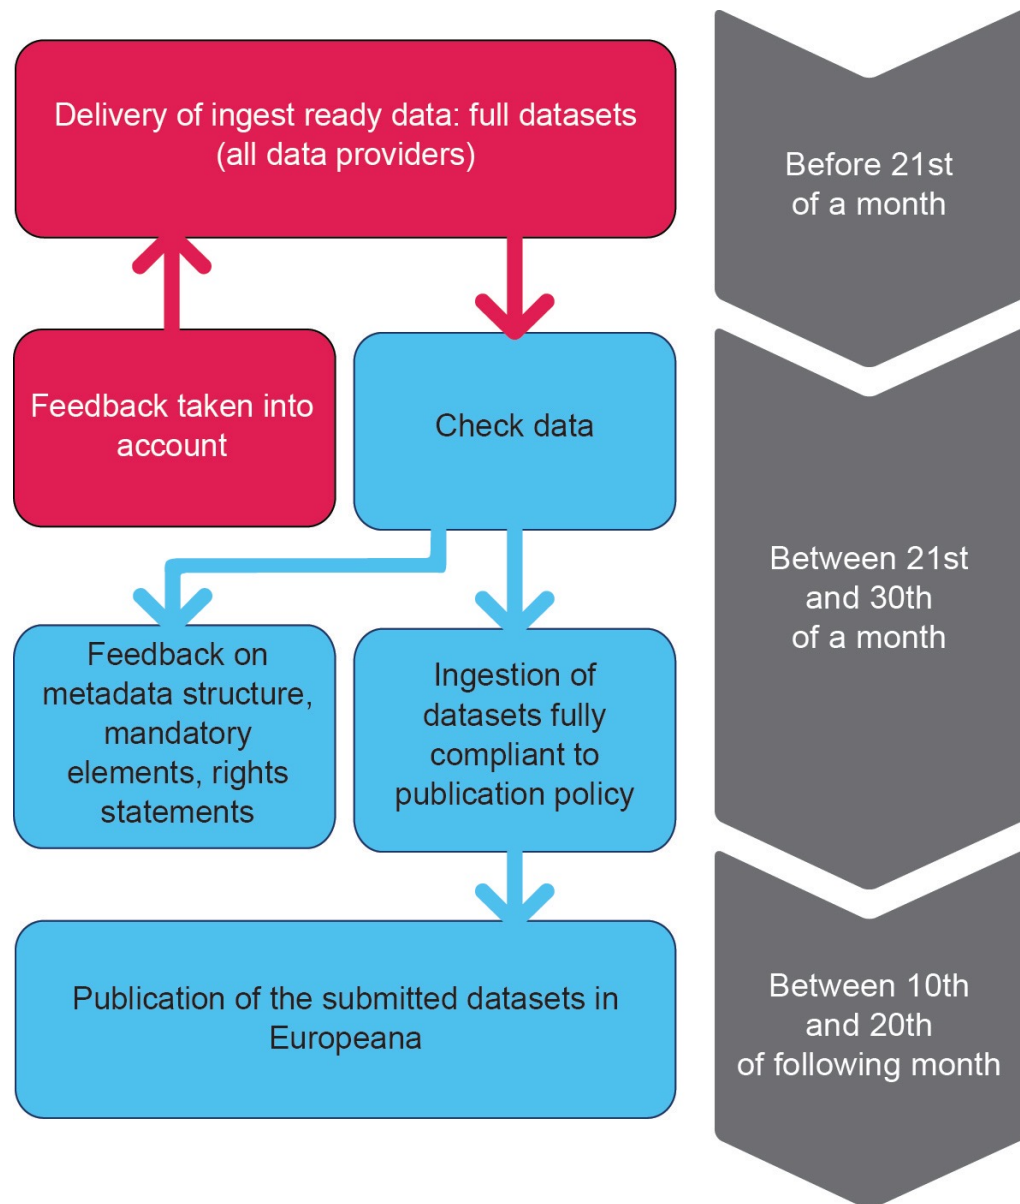 Delivery of ingest ready data: full datasets
(all data providers)
Before 21st
of a month
Feedback taken into
account
Check data
Between 21st
and 30th
of a month
Feedback on
metadata structure,
mandatory
elements, rights
statements
Ingestion of
datasets fully
compliant to
publication policy
Publication of the submitted datasets in
Europeana
Between 10th
and 20th
of following month